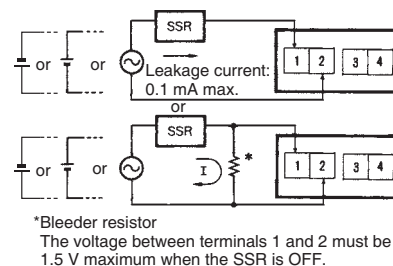 SSR
or or
Leakage current:
0.1 mA max.
1 2 3 4
or
SSR
or or
I
*
1 2 3 4
*Bleeder resistor
The voltage between terminals 1 and 2 must be
1.5 V maximum when the SSR is OFF.